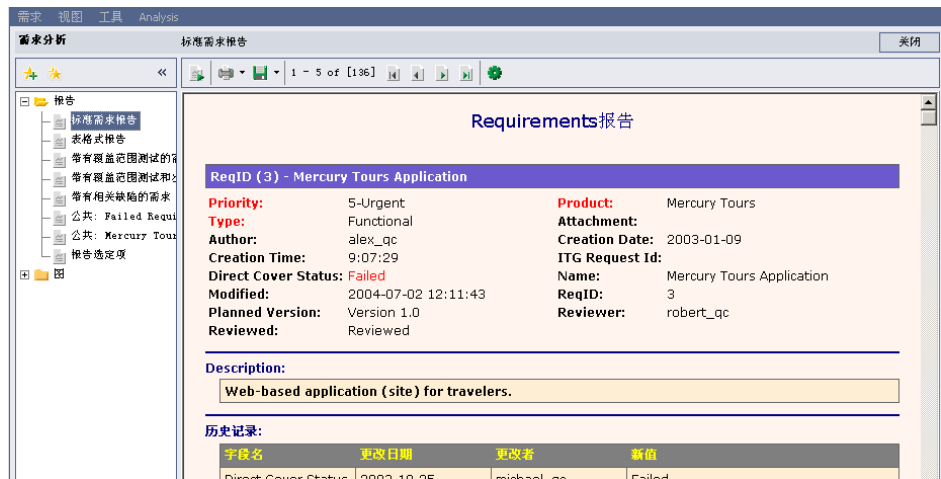 需求 视图 工具 Analysis
需求分析 标准需求报告 关闭
« 1 - 5 of [136]
报告
标准需求报告
表格式报告
带有覆盖范围测试的
带有覆盖范围测试和
带有相关缺陷的需求
公共: Failed Requi
公共: Mercury Tour
报告选定项
图
Requirements报告
ReqID (3) - Mercury Tours Application
Priority: 5-Urgent Product: Mercury Tours
Type: Functional Attachment:
Author: alex_qc Creation Date: 2003-01-09
Creation Time: 9:07:29 ITG Request Id:
Direct Cover Status: Failed Name: Mercury Tours Application
Modified: 2004-07-02 12:11:43 ReqID: 3
Planned Version: Version 1.0 Reviewer: robert_qc
Reviewed: Reviewed
Description:
Web-based application (site) for travelers.
历史记录:
字段名 更改日期 更改者 新值
Direct Cover Status michael_qc Failed